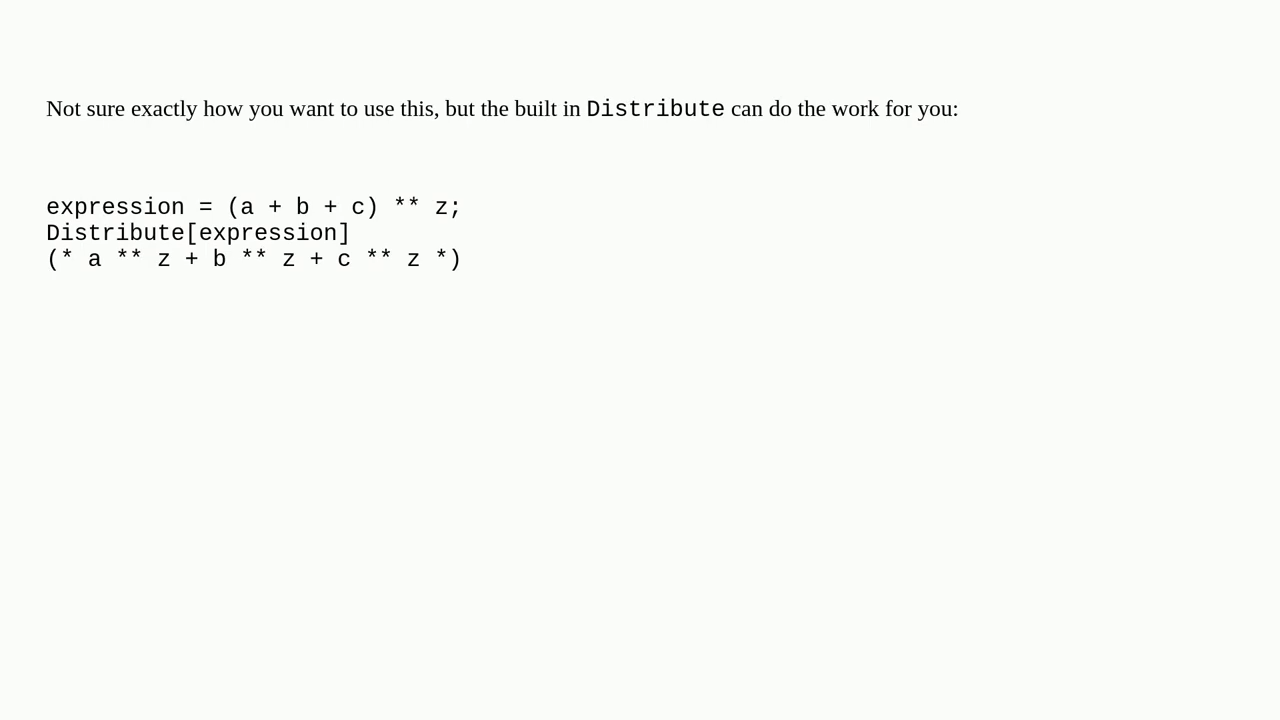 Not sure exactly how you want to use this, but the built in Distribute can do the work for you:
expression = (a + b + c) ** z;
Distribute[expression]
(* a ** z + b ** z + c ** z *)